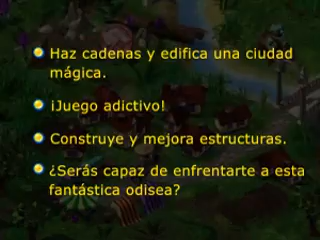 Haz cadenas y edifica una ciudad
mágica.
¡Juego adictivo!
Construye y mejora estructuras.
¿Serás capaz de enfrentarte a esta
fantástica odisea?